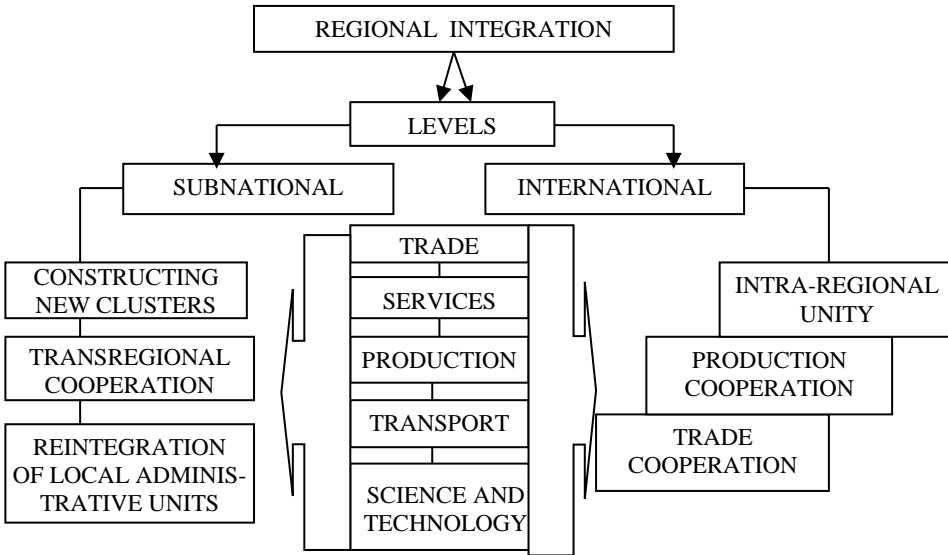 REGIONAL INTEGRATION
LEVELS
SUBNATIONAL
INTERNATIONAL
CONSTRUCTING
NEW CLUSTERS
TRANSREGIONAL
COOPERATION
REINTEGRATION
OF LOCAL ADMINIS-
TRATIVE UNITS
TRADE
SERVICES
PRODUCTION
TRANSPORT
SCIENCE AND
TECHNOLOGY
INTRA-REGIONAL
UNITY
PRODUCTION
COOPERATION
TRADE
COOPERATION